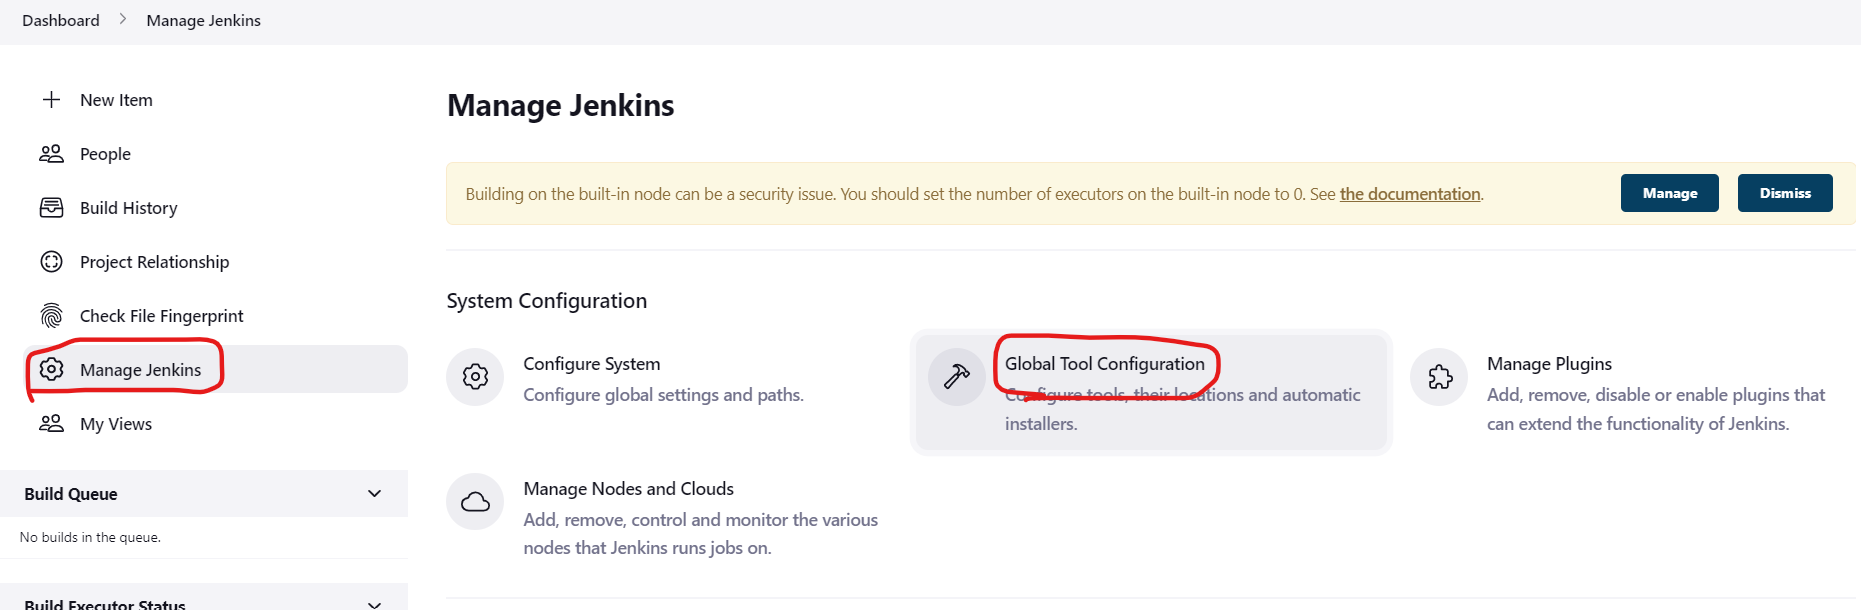 Dashboard > Manage Jenkins
New Item
People
Build History
Project Relationship
Check File Fingerprint
Manage Jenkins
My Views
Build Queue
No builds in the queue.
Build Executor Status
Manage Jenkins
Building on the built-in node can be a security issue. You should set the number of executors on the built-in node to 0. See the documentation.
Manage
Dismiss
System Configuration
Configure System
Configure global settings and paths.
Global Tool Configuration
Configure tools, their locations and automatic
installers.
Manage Plugins
Add, remove, disable or enable plugins that
can extend the functionality of Jenkins.
Manage Nodes and Clouds
Add, remove, control and monitor the various
nodes that Jenkins runs jobs on.